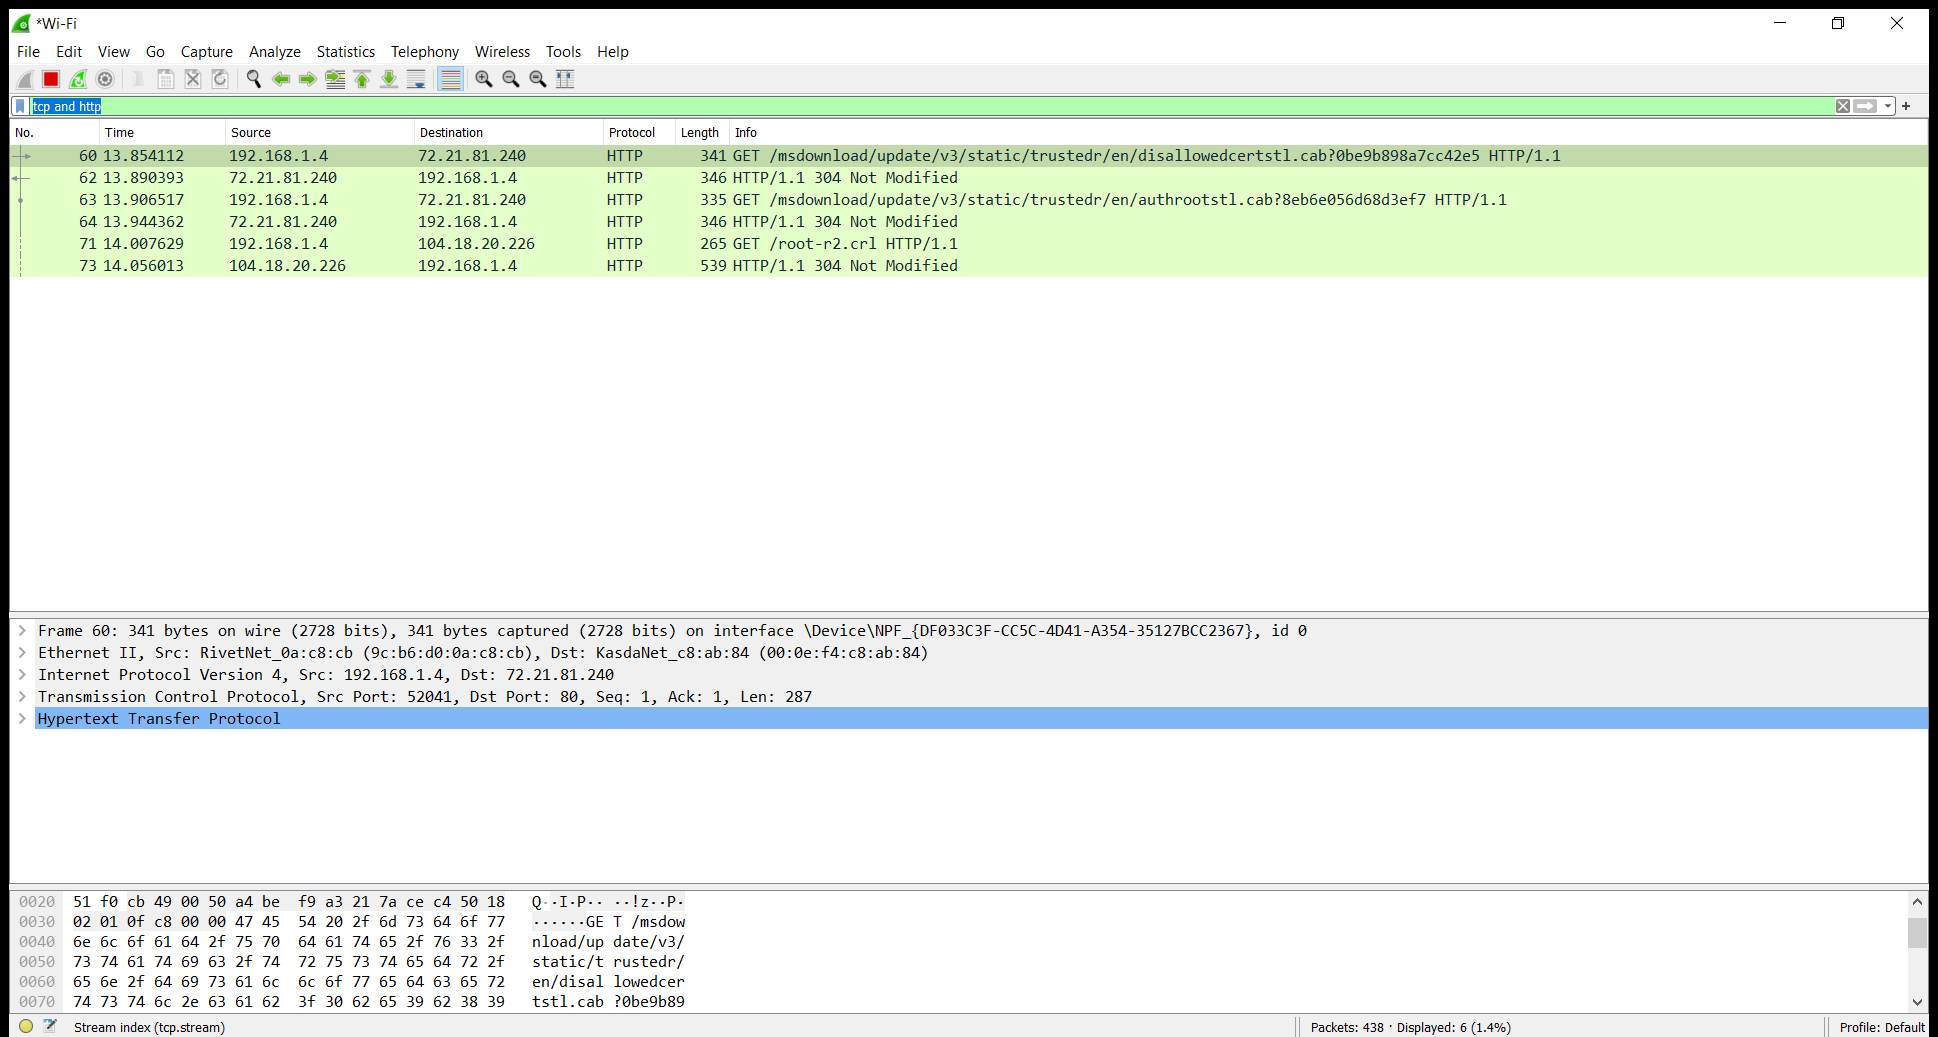 *Wi-Fi
File Edit View Go Capture Analyze Statistics Telephony Wireless Tools Help
tcp and http
No. Time Source Destination Protocol Length Info
60 13.854112 192.168.1.4 72.21.81.240 HTTP 341 GET /msdownload/update/v3/static/trustedr/en/disallowedcertstl.cab?0be9b898a7cc42e5 HTTP/1.1
62 13.890393 72.21.81.240 192.168.1.4 HTTP 346 HTTP/1.1 304 Not Modified
63 13.906517 192.168.1.4 72.21.81.240 HTTP 335 GET /msdownload/update/v3/static/trustedr/en/authrootstl.cab?8eb6e056d68d3ef7 HTTP/1.1
64 13.944362 72.21.81.240 192.168.1.4 HTTP 346 HTTP/1.1 304 Not Modified
71 14.007629 192.168.1.4 104.18.20.226 HTTP 265 GET /root-r2.crl HTTP/1.1
73 14.056013 104.18.20.226 192.168.1.4 HTTP 539 HTTP/1.1 304 Not Modified
Frame 60: 341 bytes on wire (2728 bits), 341 bytes captured (2728 bits) on interface \Device\NPF_{DF033C3F-CC5C-4D41-A354-35127BCC2367}, id 0
Ethernet II, Src: RivetNet_0a:c8:cb (9c:b6:d0:0a:c8:cb), Dst: KasdaNet_c8:ab:84 (00:0e:f4:c8:ab:84)
Internet Protocol Version 4, Src: 192.168.1.4, Dst: 72.21.81.240
Transmission Control Protocol, Src Port: 52041, Dst Port: 80, Seq: 1, Ack: 1, Len: 287
Hypertext Transfer Protocol
0020 51 f0 cb 49 00 50 a4 be f9 a3 21 7a ce c4 50 18 Q··I·P·· ··!z··P·
0030 02 01 0f c8 00 00 47 45 54 20 2f 6d 73 64 6f 77 ······GE T /msdow
0040 6e 6c 6f 61 64 2f 75 70 64 61 74 65 2f 76 33 2f nload/up date/v3/
0050 73 74 61 74 69 63 2f 74 72 75 73 74 65 64 72 2f static/t rustedr/
0060 65 6e 2f 64 69 73 61 6c 6c 6f 77 65 64 63 65 72 en/disal lowedcer
0070 74 73 74 6c 2e 63 61 62 3f 30 62 65 39 62 38 39 tstl.cab ?0be9b89
Stream index (tcp.stream) Packets: 438 · Displayed: 6 (1.4%) Profile: Default